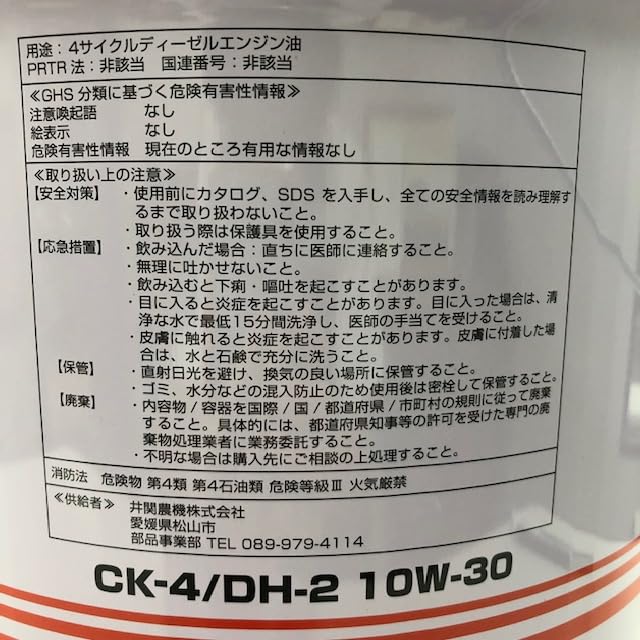 用途：4サイクルディーゼルエンジン油
PRTR法：非該当　国連番号：非該当
≪GHS分類に基づく危険有害性情報≫
注意喚起語　なし
絵表示　なし
危険有害性情報　現在のところ有用な情報なし
≪取り扱い上の注意≫
【安全対策】・使用前にカタログ、SDSを入手し、全ての安全情報を読み理解す
るまで取り扱わないこと。
・取り扱う際は保護具を使用すること。
【応急措置】・飲み込んだ場合：直ちに医師に連絡すること。
・無理に吐かせないこと。
・飲み込むと下痢・嘔吐を起こすことがあります。
・目に入ると炎症を起こすことがあります。目に入った場合は、清
浄な水で最低15分間洗浄し、医師の手当てを受けること。
・皮膚に触れると炎症を起こすことがあります。皮膚に付着した場
合は、水と石鹸で充分に洗うこと。
【保管】・直射日光を避け、換気の良い場所に保管すること。
・ゴミ、水分などの混入防止のため使用後は密栓して保管すること。
【廃棄】・内容物/容器を国際/国/都道府県/市町村の規則に従って廃棄
すること。具体的には、都道府県知事等の許可を受けた専門の廃
棄物処理業者に業務委託すること。
・不明な場合は購入先にご相談の上処理すること。
消防法　危険物 第4類 第4石油類 危険等級Ⅲ 火気厳禁
≪供給者≫　井関農機株式会社
愛媛県松山市
部品事業部 TEL 089-979-4114
CK-4/DH-2 10W-30